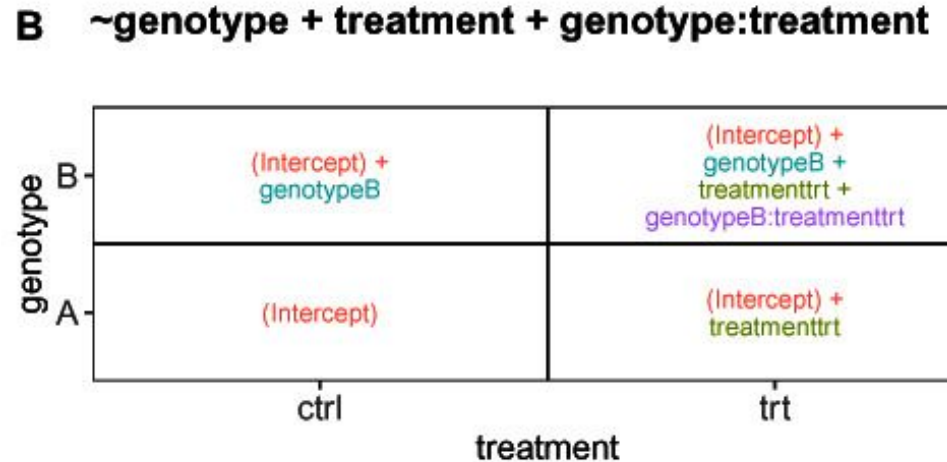 B ~genotype + treatment + genotype:treatment
(Intercept) +
genotypeB
(Intercept) +
genotypeB +
treatmenttrt +
genotypeB:treatmenttrt
(Intercept)
(Intercept) +
treatmenttrt
genotype
B
A
ctrl
trt
treatment